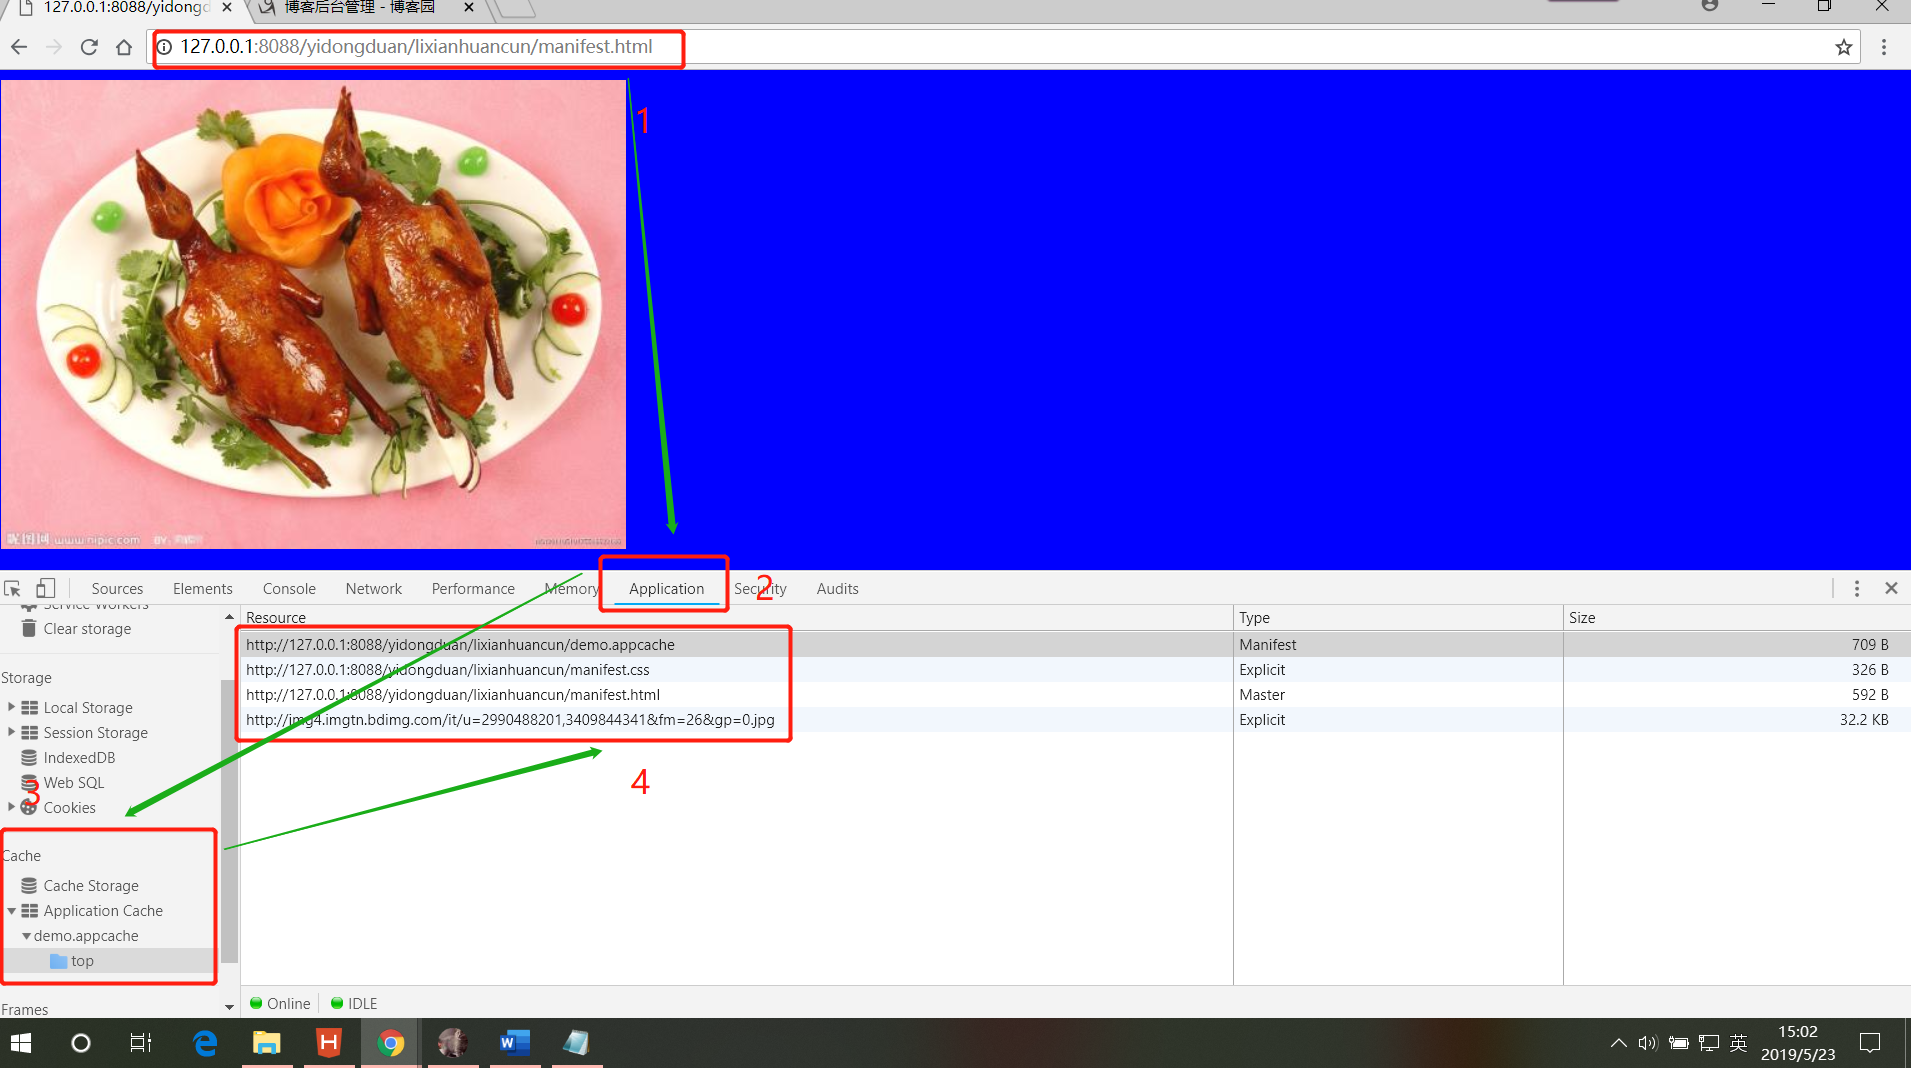 127.0.0.1:8088/yidongd
博客后台管理 - 博客园
127.0.0.1:8088/yidongduan/lixianhuancun/manifest.html
1
昵图网 www.nipic.com BY:
Sources Elements Console Network Performance Memory Application 2 Security Audits
Service Workers
Clear storage
Storage
Local Storage
Session Storage
IndexedDB
Web SQL
3
Cookies
Cache
Cache Storage
Application Cache
demo.appcache
top
Frames
Resource Type Size
http://127.0.0.1:8088/yidongduan/lixianhuancun/demo.appcache Manifest 709 B
http://127.0.0.1:8088/yidongduan/lixianhuancun/manifest.css Explicit 326 B
http://127.0.0.1:8088/yidongduan/lixianhuancun/manifest.html Master 592 B
http://img4.imgtn.bdimg.com/it/u=2990488201,3409844341&fm=26&gp=0.jpg Explicit 32.2 KB
4
Online IDLE
英
15:02
2019/5/23